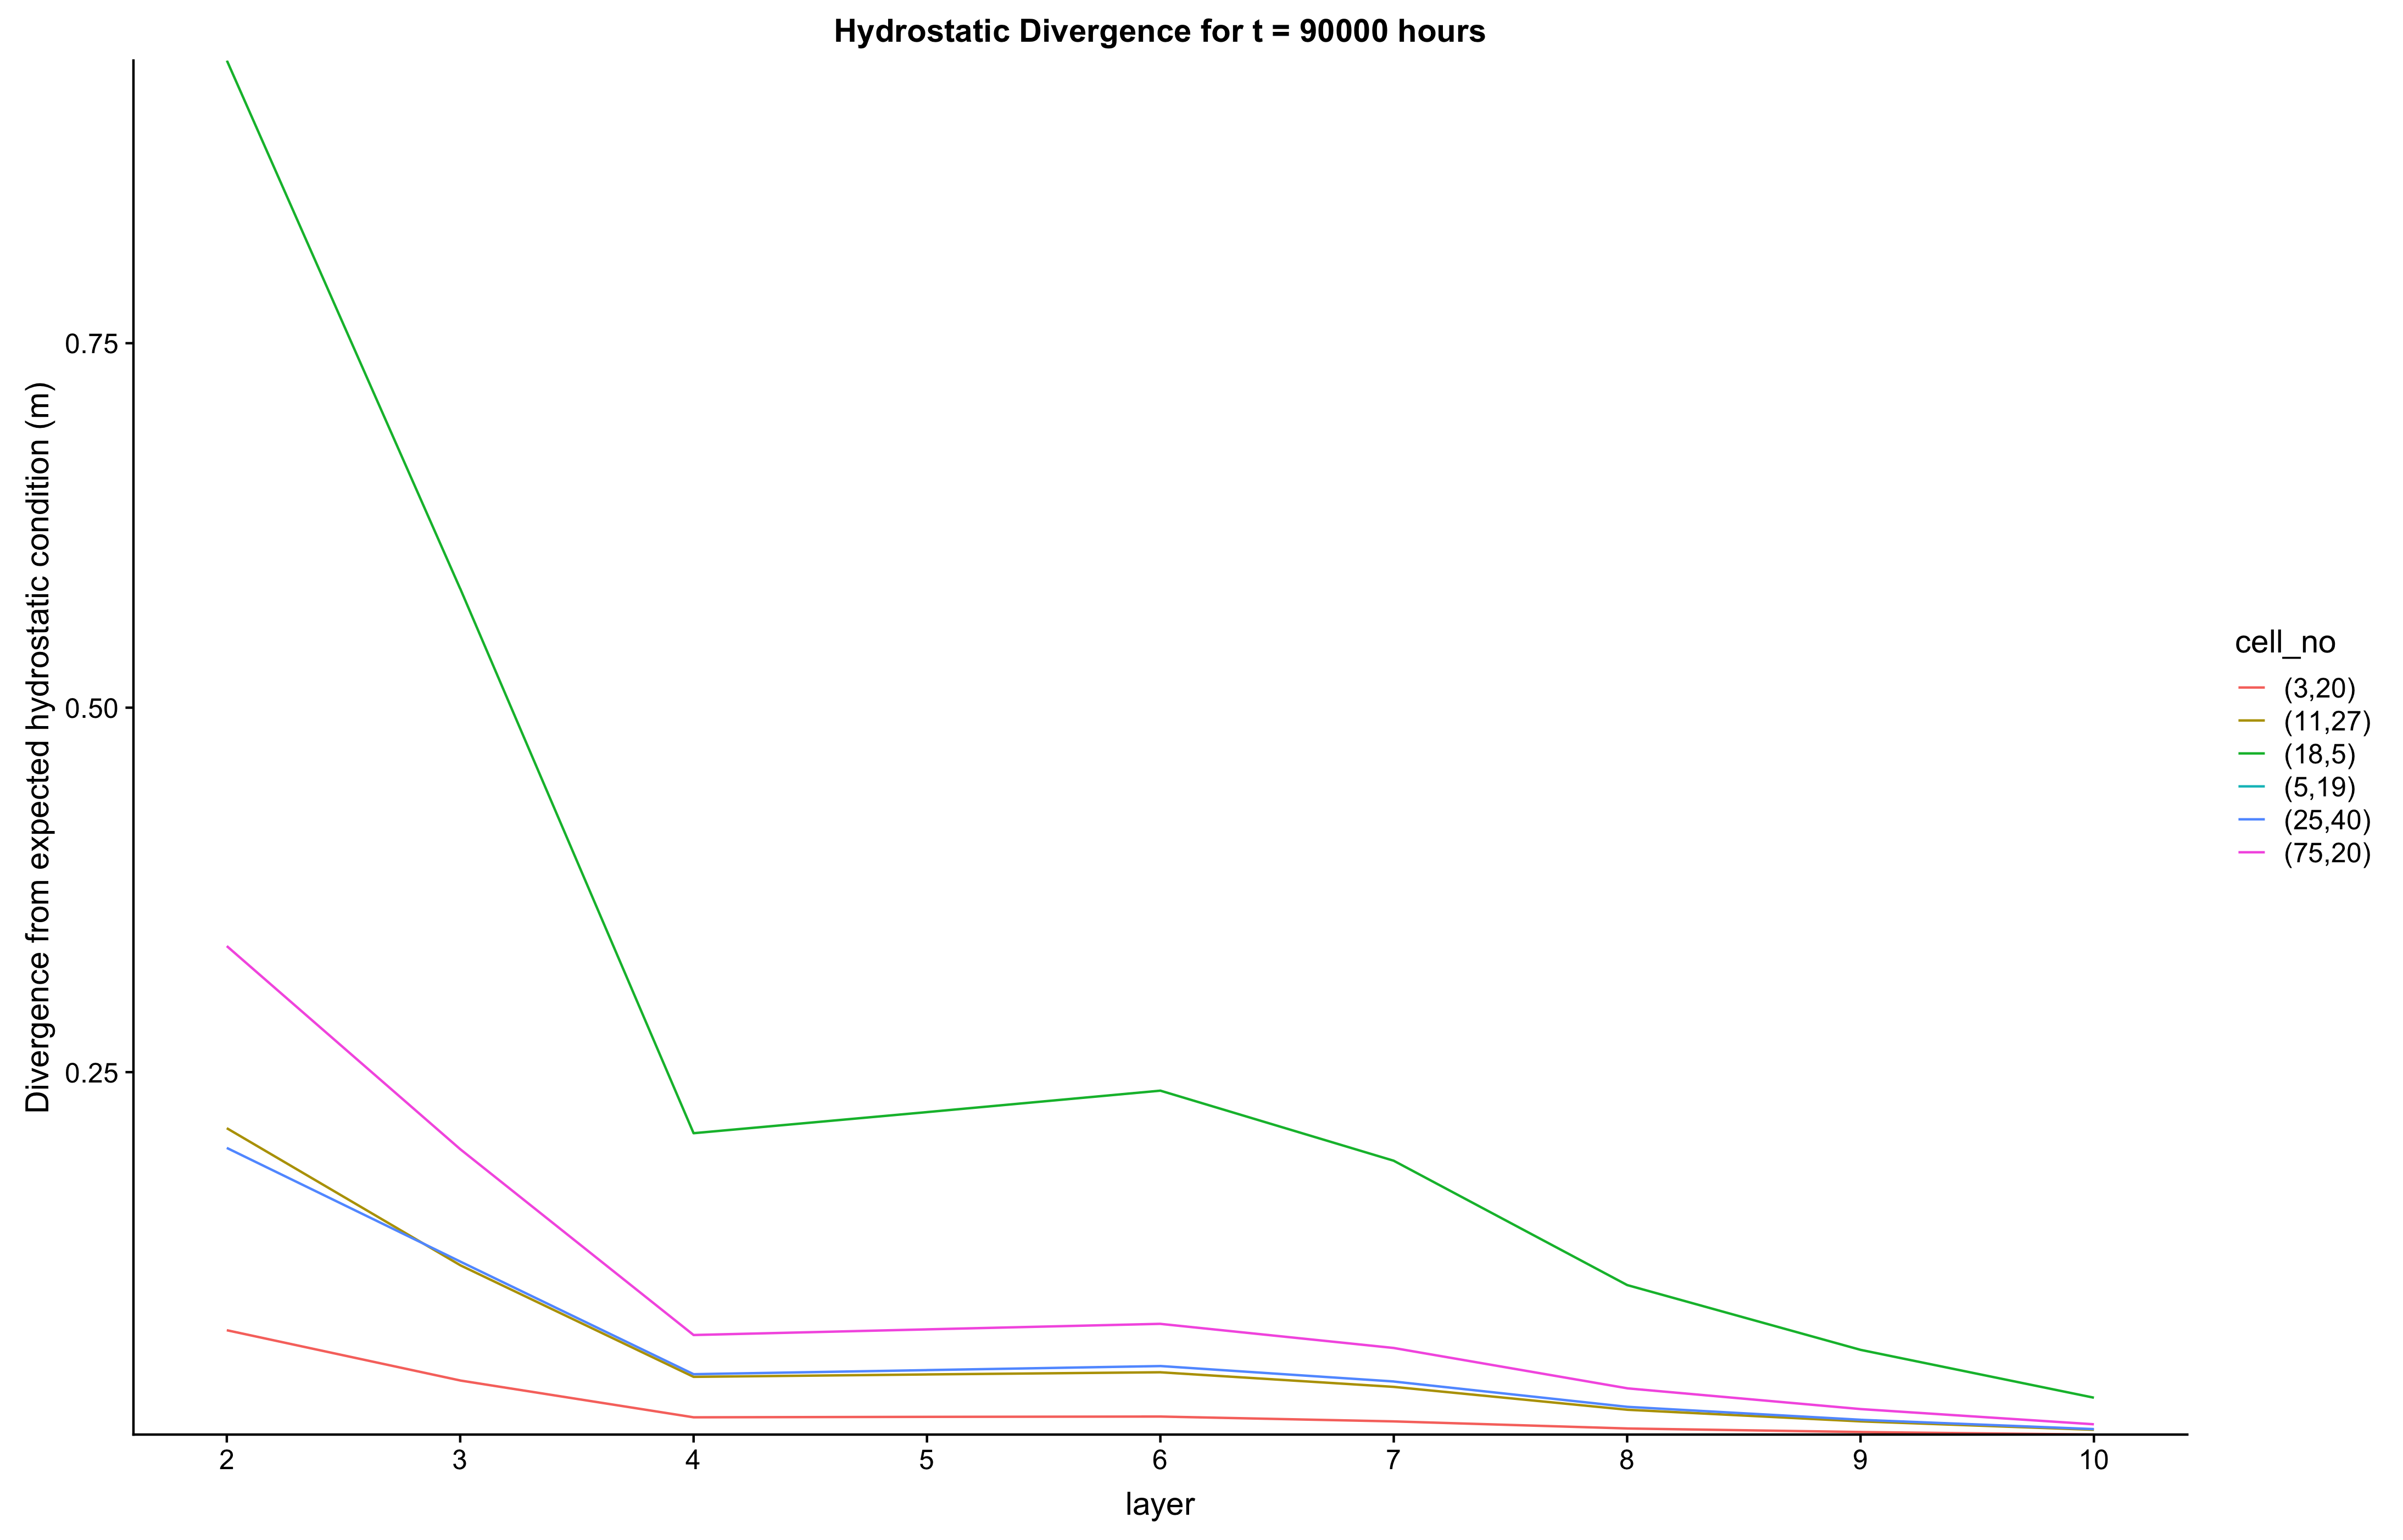 Hydrostatic Divergence for t = 90000 hours
Divergence from expected hydrostatic condition (m)
0.75
0.50
0.25
2 3 4 5 6 7 8 9 10
layer
cell_no
(3,20)
(11,27)
(18,5)
(5,19)
(25,40)
(75,20)